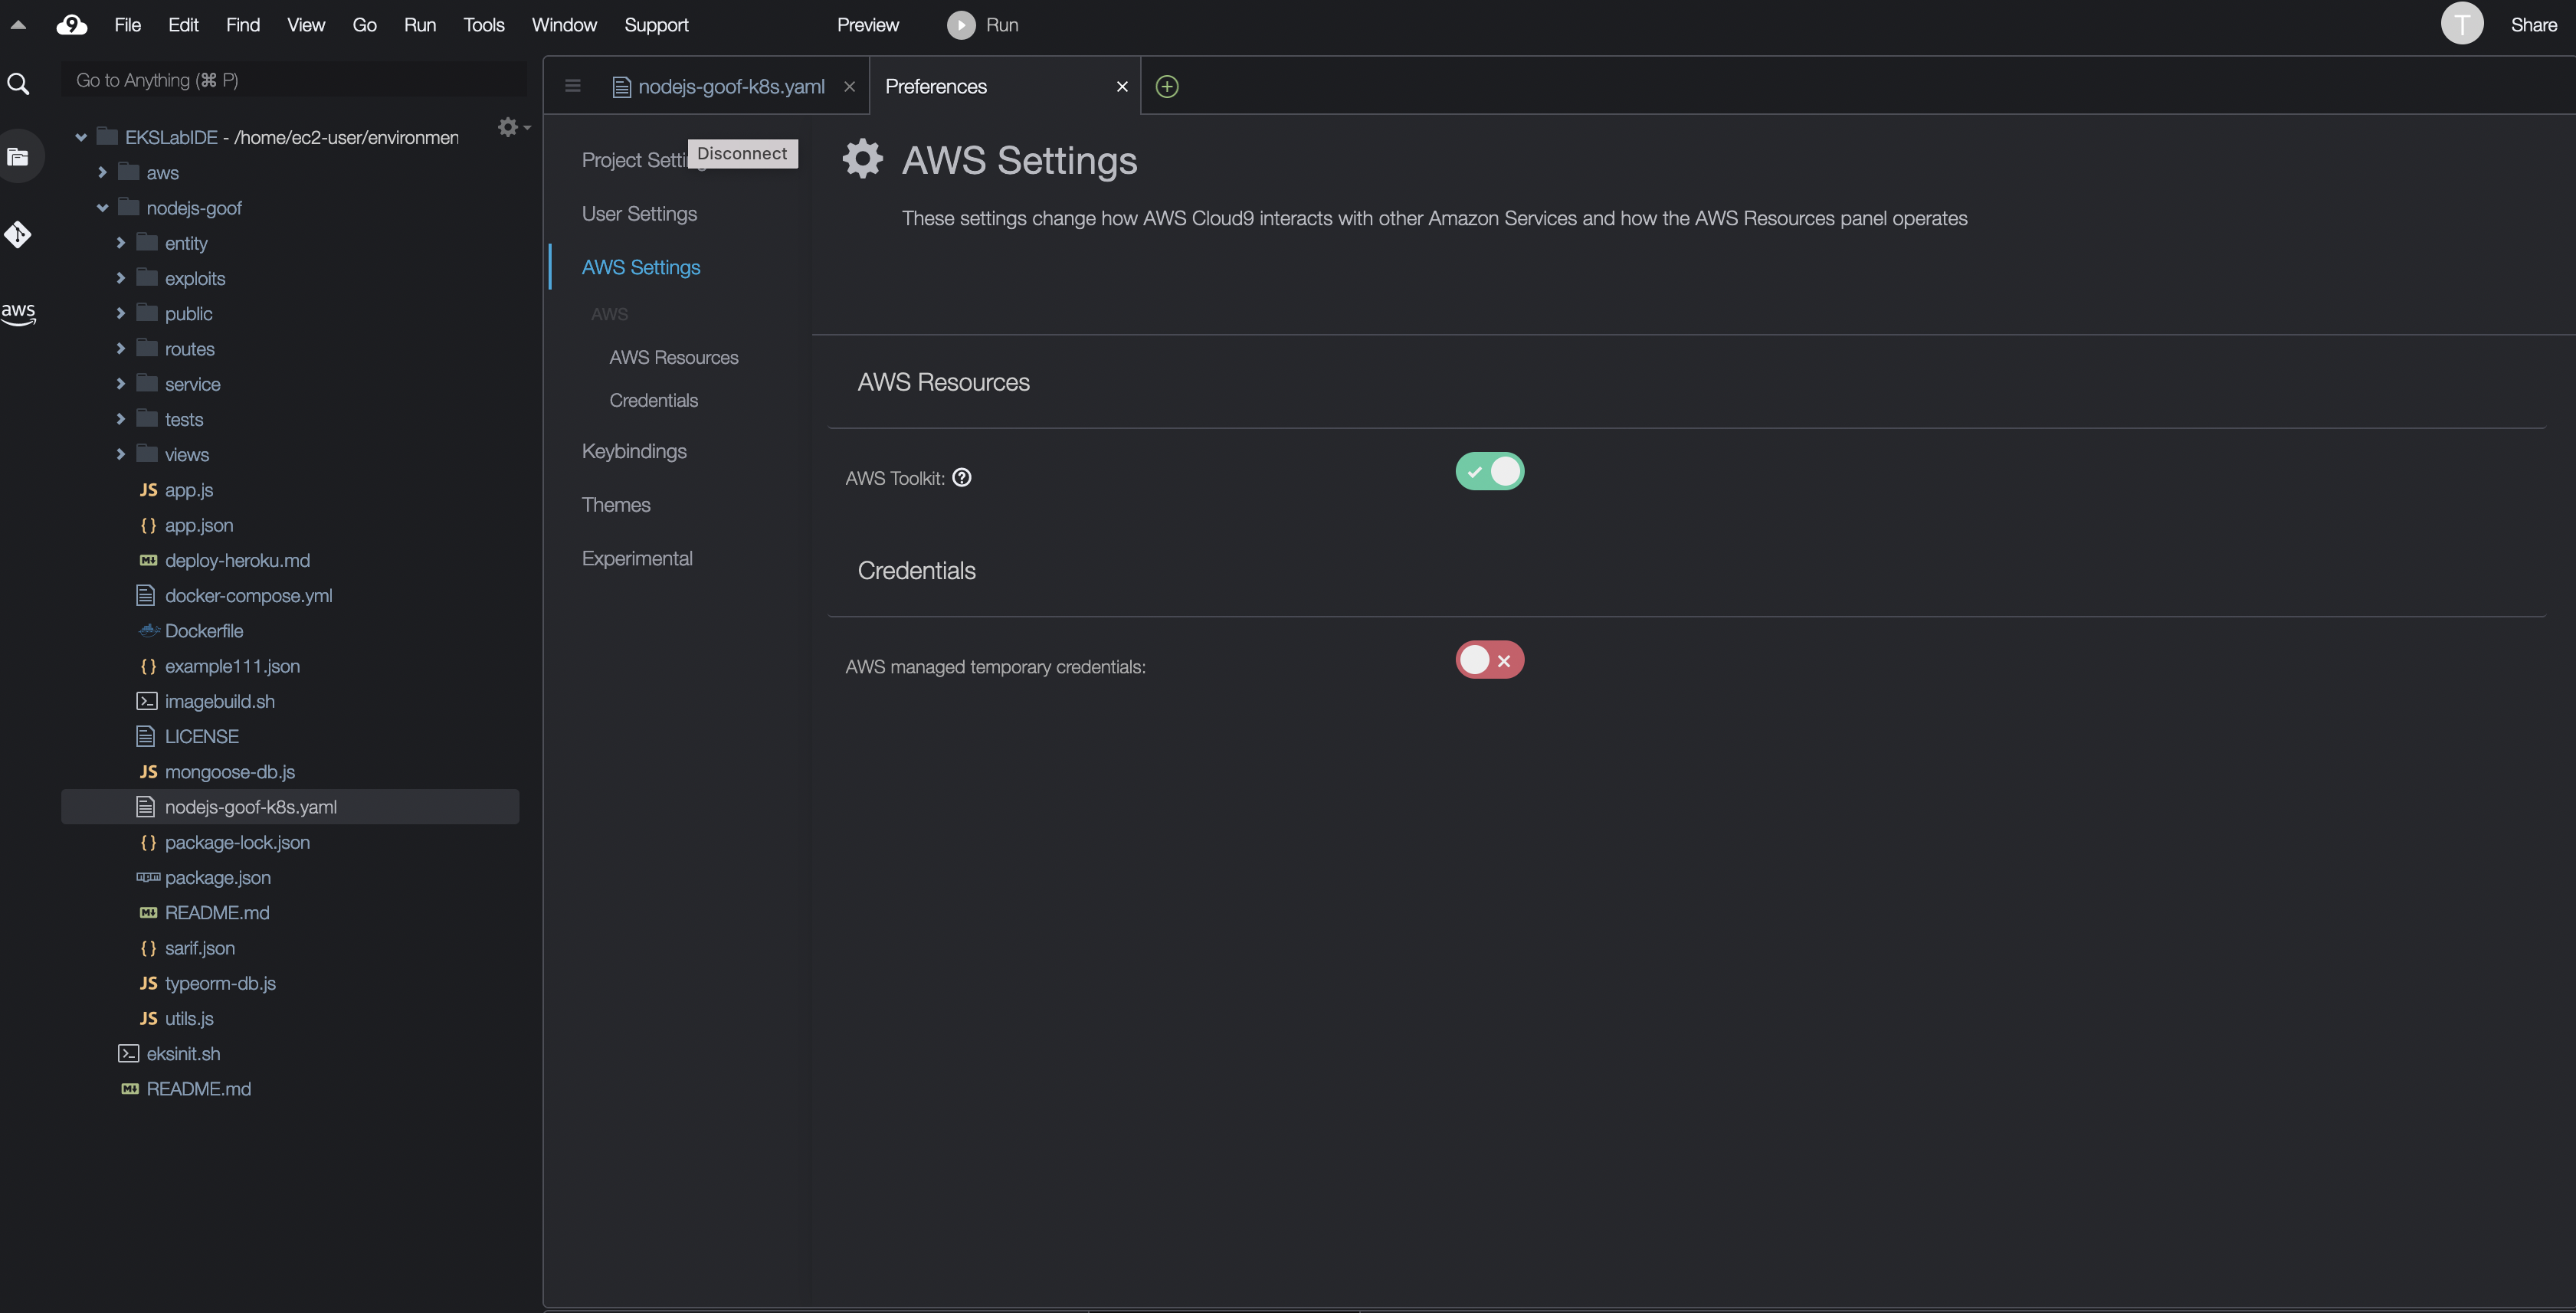 File Edit Find View Go Run Tools Window Support Preview Run T Share
Go to Anything (⌘ P)
nodejs-goof-k8s.yaml
Preferences
EKSLabIDE - /home/ec2-user/environmen
aws
nodejs-goof
entity
exploits
public
routes
service
tests
views
JS app.js
{} app.json
M↓ deploy-heroku.md
docker-compose.yml
Dockerfile
{} example111.json
imagebuild.sh
LICENSE
JS mongoose-db.js
nodejs-goof-k8s.yaml
{} package-lock.json
package.json
M↓ README.md
{} sarif.json
JS typeorm-db.js
JS utils.js
eksinit.sh
M↓ README.md
aws
Project Setti
Disconnect
User Settings
AWS Settings
AWS
AWS Resources
Credentials
Keybindings
Themes
Experimental
AWS Settings
These settings change how AWS Cloud9 interacts with other Amazon Services and how the AWS Resources panel operates
AWS Resources
AWS Toolkit: ?
Credentials
AWS managed temporary credentials: